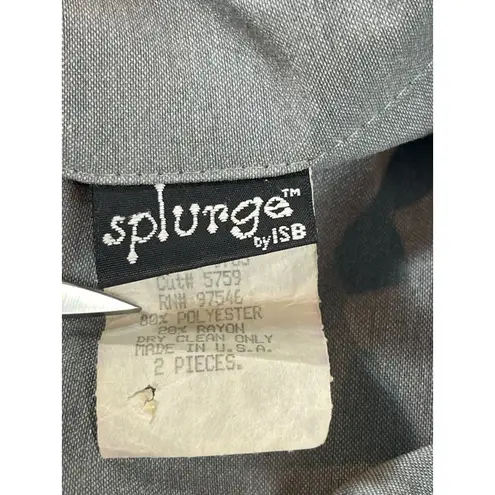 splurge™
by ISB
Cut# 5759
RN# 97546
80% POLYESTER
20% RAYON
DRY CLEAN ONLY
MADE IN U.S.A.
2 PIECES.